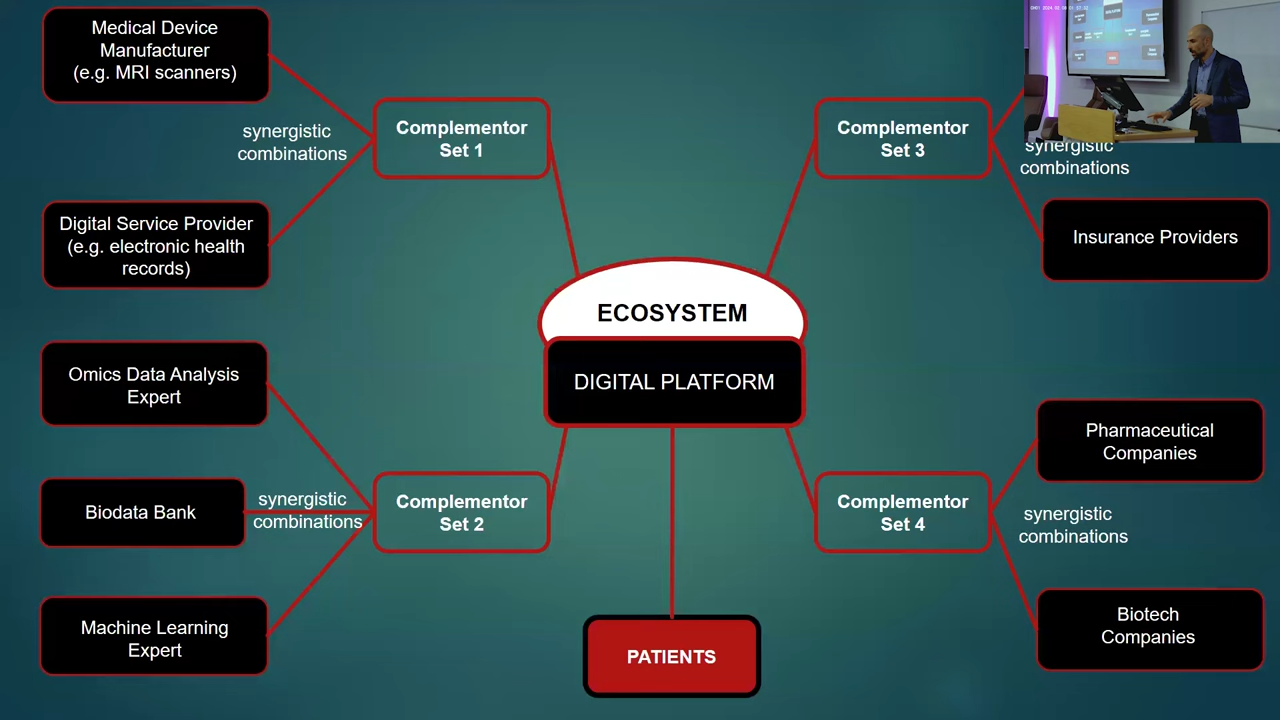 Medical Device
Manufacturer
(e.g. MRI scanners)
synergistic
combinations
Digital Service Provider
(e.g. electronic health
records)
Complementor
Set 1
Complementor
Set 3
synergistic
combinations
Insurance Providers
ECOSYSTEM
DIGITAL PLATFORM
Omics Data Analysis
Expert
Biodata Bank
synergistic
combinations
Machine Learning
Expert
Complementor
Set 2
Complementor
Set 4
Pharmaceutical
Companies
synergistic
combinations
Biotech
Companies
PATIENTS